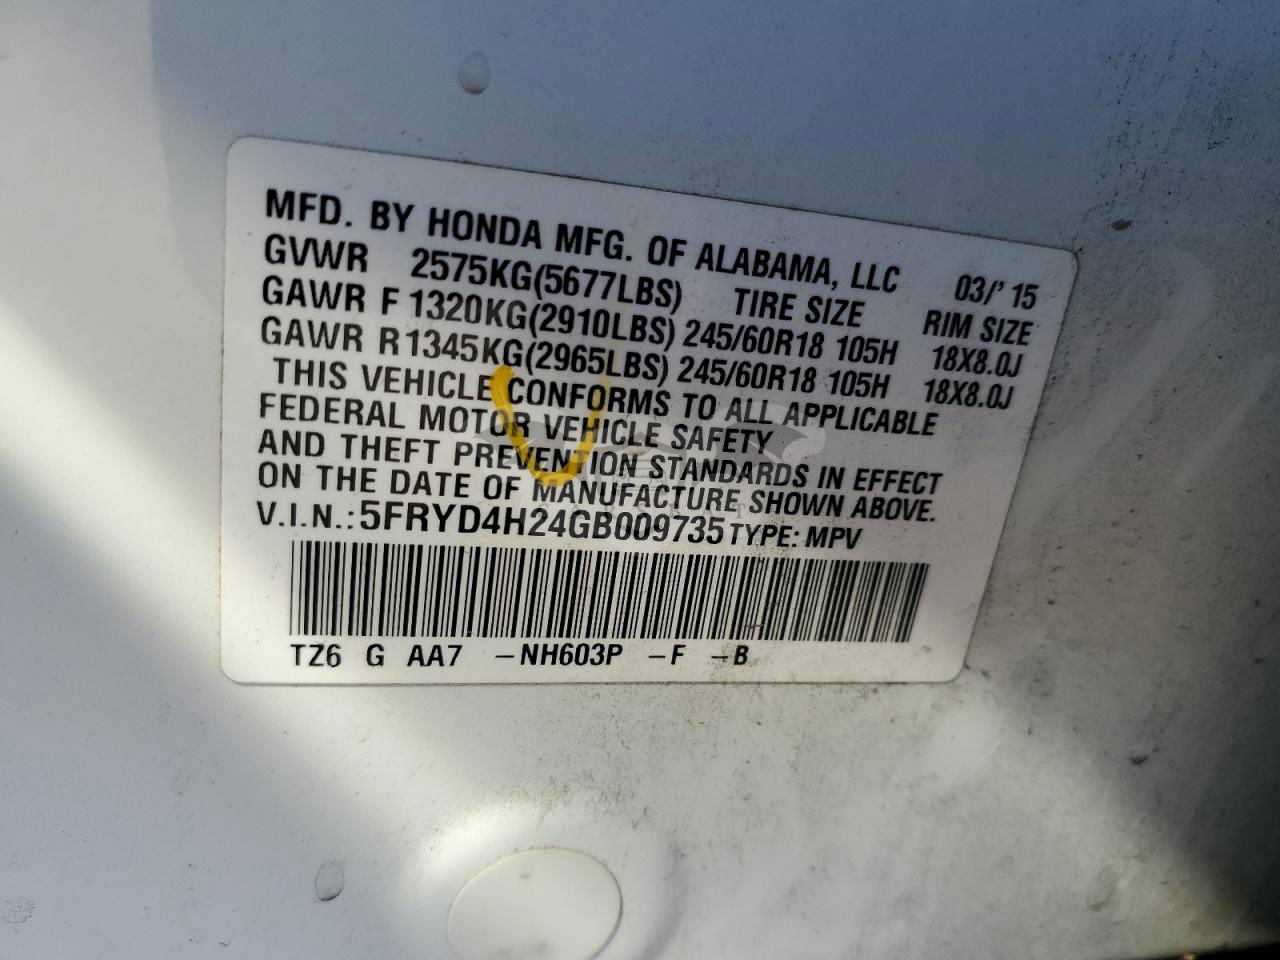 MFD. BY HONDA MFG. OF ALABAMA, LLC 03/'15
GVWR 2575KG(5677LBS) TIRE SIZE RIM SIZE
GAWR F 1320KG(2910LBS) 245/60R18 105H 18X8.0J
GAWR R 1345KG(2965LBS) 245/60R18 105H 18X8.0J
THIS VEHICLE CONFORMS TO ALL APPLICABLE
FEDERAL MOTOR VEHICLE SAFETY
AND THEFT PREVENTION STANDARDS IN EFFECT
ON THE DATE OF MANUFACTURE SHOWN ABOVE.
V.I.N.:5FRYD4H24GB009735 TYPE: MPV
TZ6 G AA7 -NH603P -F -B